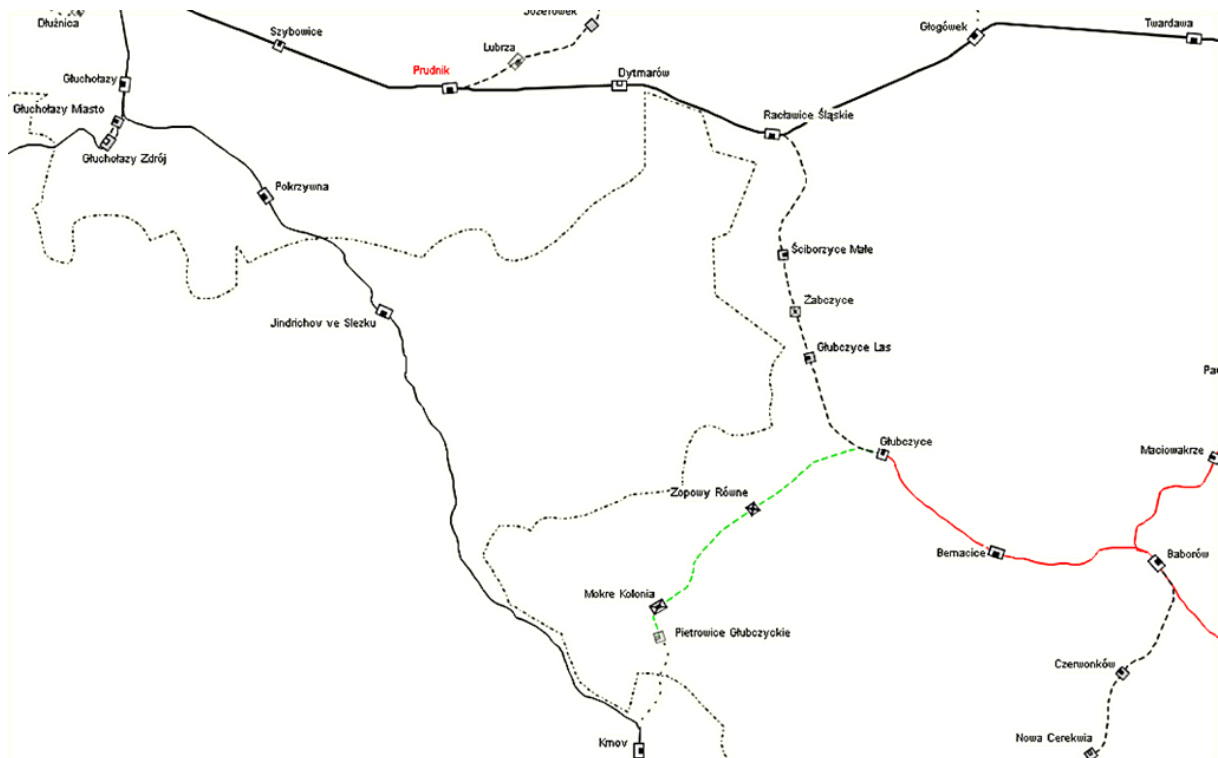 Dłużnica
Szybowice
Józefówek
Lubrza
Głogówek
Twardawa
Prudnik
Dytmarów
Głuchołazy
Głuchołazy Miasto
Racławice Śląskie
Głuchołazy Zdrój
Pokrzywna
Ściborzyce Małe
Żabczyce
Jindrichov ve Slezku
Głubczyce Las
Głubczyce
Maciowakrze
Zopowy Równe
Bernacice
Baborów
Mokre Kolonia
Pietrowice Głubczyckie
Czerwonków
Krnov
Nowa Cerekwia